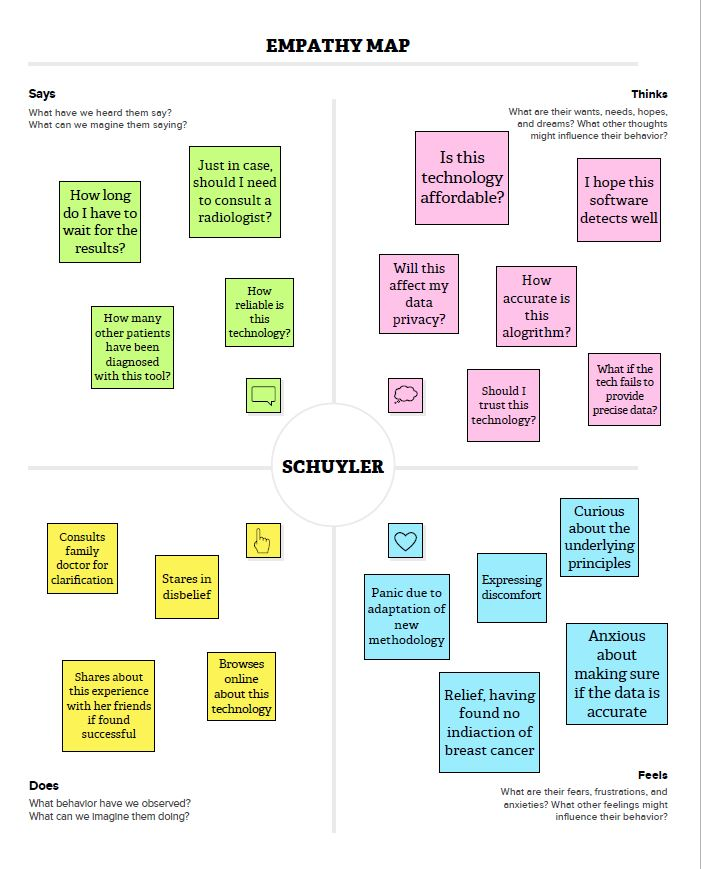 EMPATHY MAP
Says
What have we heard them say?
What can we magine them saying?
Just in case,
should I need
to consult a
radiologist?
How long
do I have to
wait for the
results?
How
reliable is
this
technology?
How many
other patients
have been
diagnosed
with this tool?
Thinks
What are their wants, needs, hopes,
and dreams? What other thoughts
might influence their behavior?
Is this
technology
affordable?
I hope this
software
detects well
Will this
affect my
data
privacy?
How
accurate is
this
alogrithm?
What if the
tech fails to
provide
precise data?
Should I
trust this
technology?
SCHUYLER
Consults
family
doctor for
clarification
Stares in
disbelief
Shares about
this experience
with her friends
if found
successful
Browses
online
about this
technology
Does
What behavior have we observed?
What can we imagine them doing?
Curious
about the
underlying
principles
Expressing
discomfort
Panic due to
adaptation of
new
methodology
Anxious
about
making sure
if the data is
accurate
Relief, having
found no
indiaction of
breast cancer
Feels
What are their fears, frustrations, and
anxieties? What other feelings might
influence their behavior?